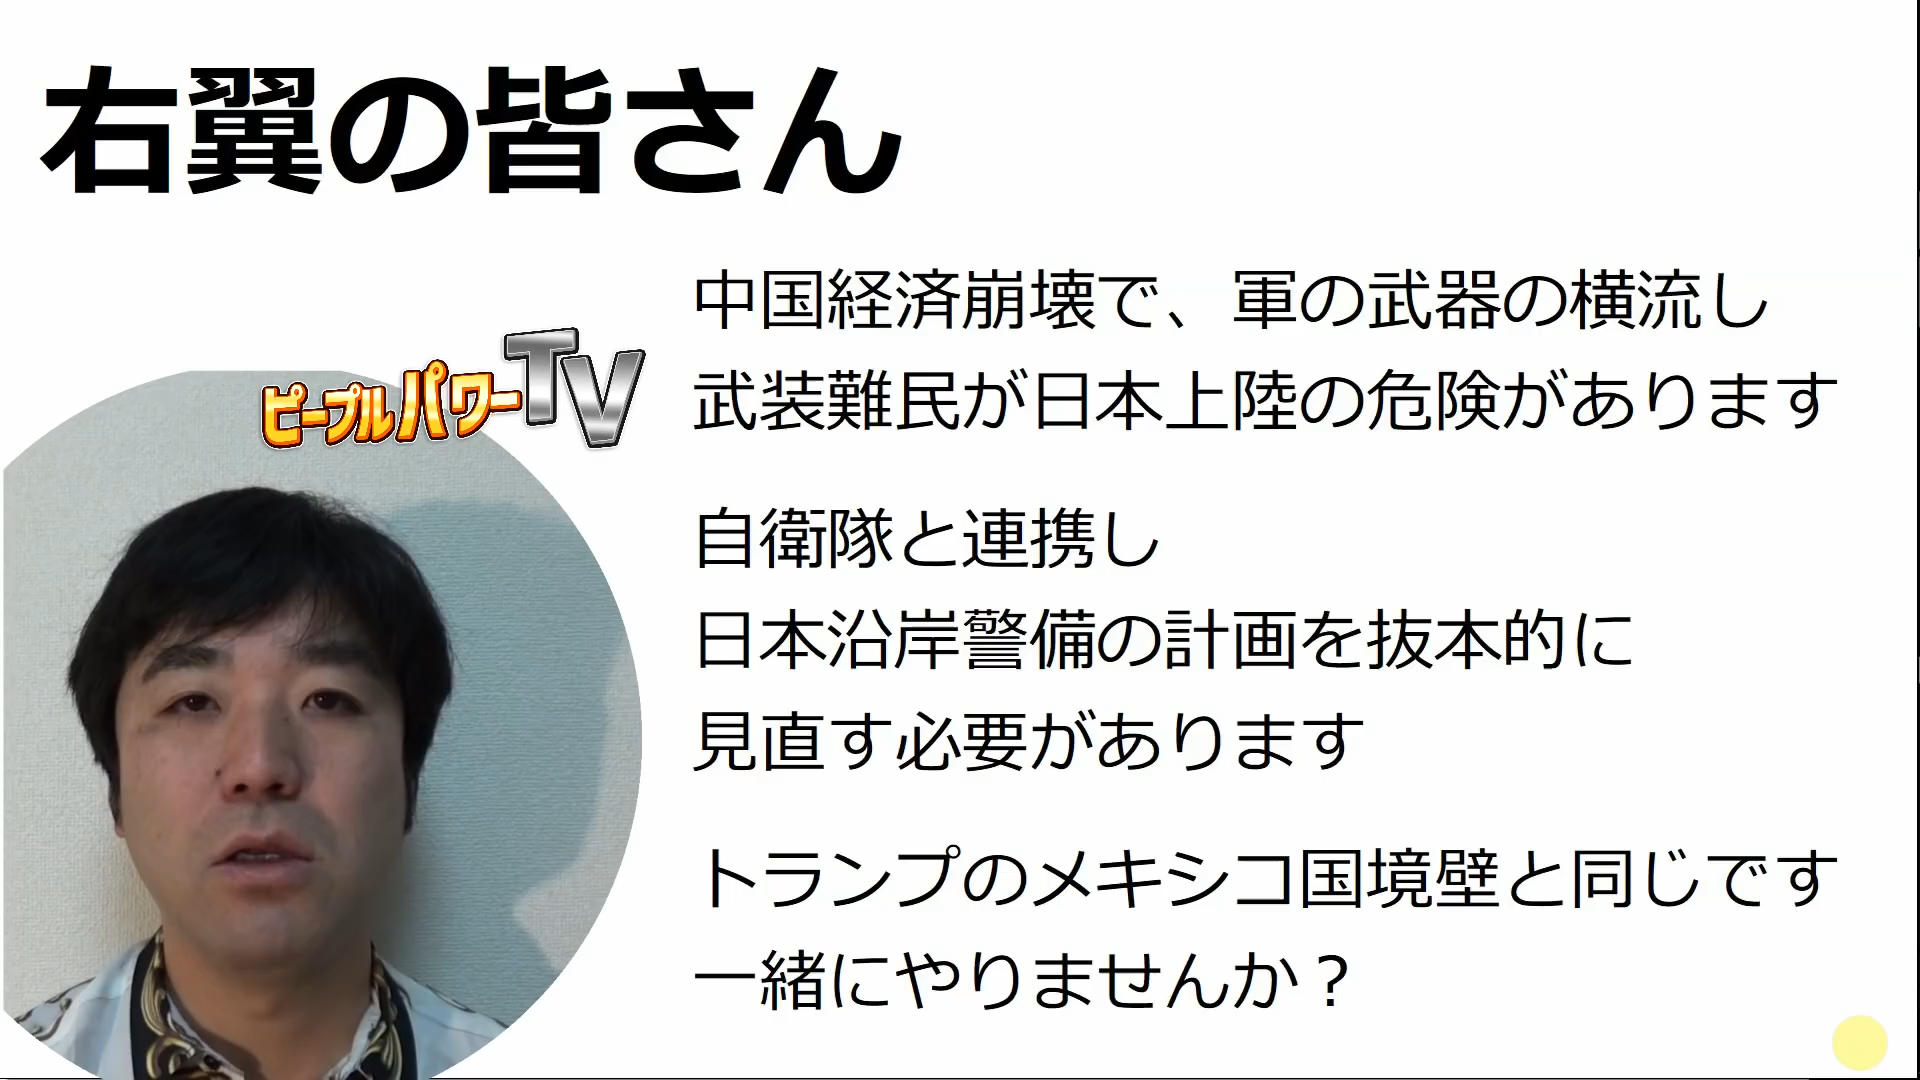 右翼の皆さん
中国経済崩壊で、軍の武器の横流し
武装難民が日本上陸の危険があります
ピープルパワーTV
自衛隊と連携し
日本沿岸警備の計画を抜本的に
見直す必要があります
トランプのメキシコ国境壁と同じです
一緒にやりませんか？